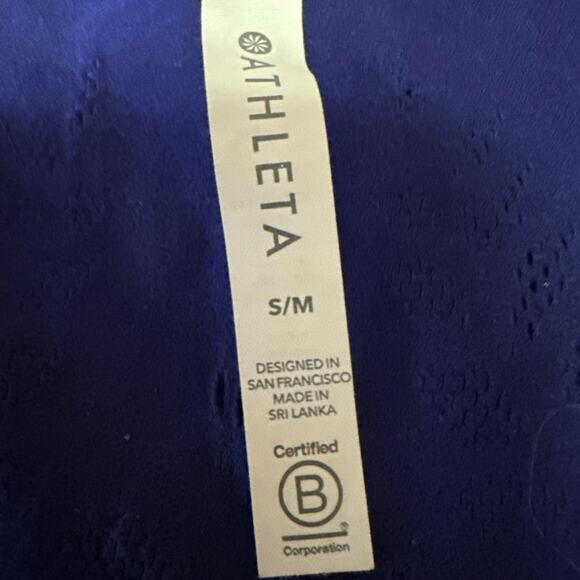 ATHLETA
S/M
DESIGNED IN
SAN FRANCISCO
MADE IN
SRI LANKA
Certified
B
®
Corporation